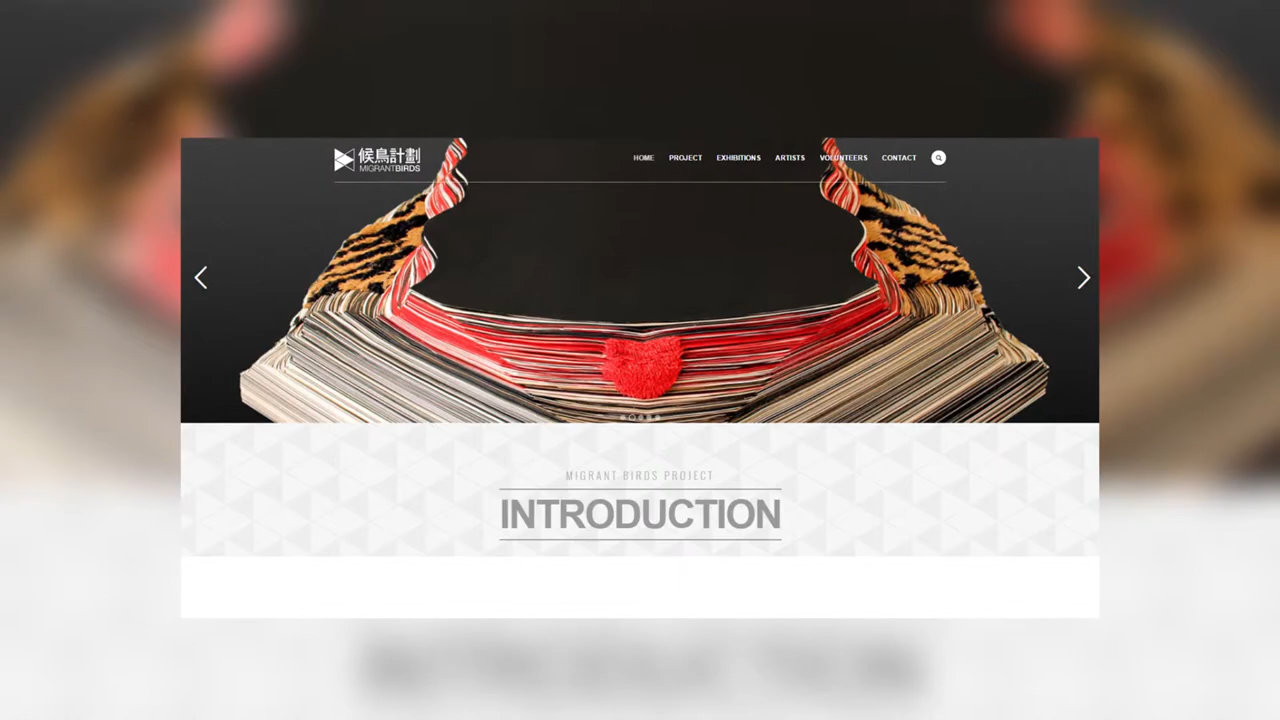 候鳥計劃
MIGRANTBIRDS
HOME PROJECT EXHIBITIONS ARTISTS VOLUNTEERS CONTACT
MIGRANT BIRDS PROJECT
INTRODUCTION